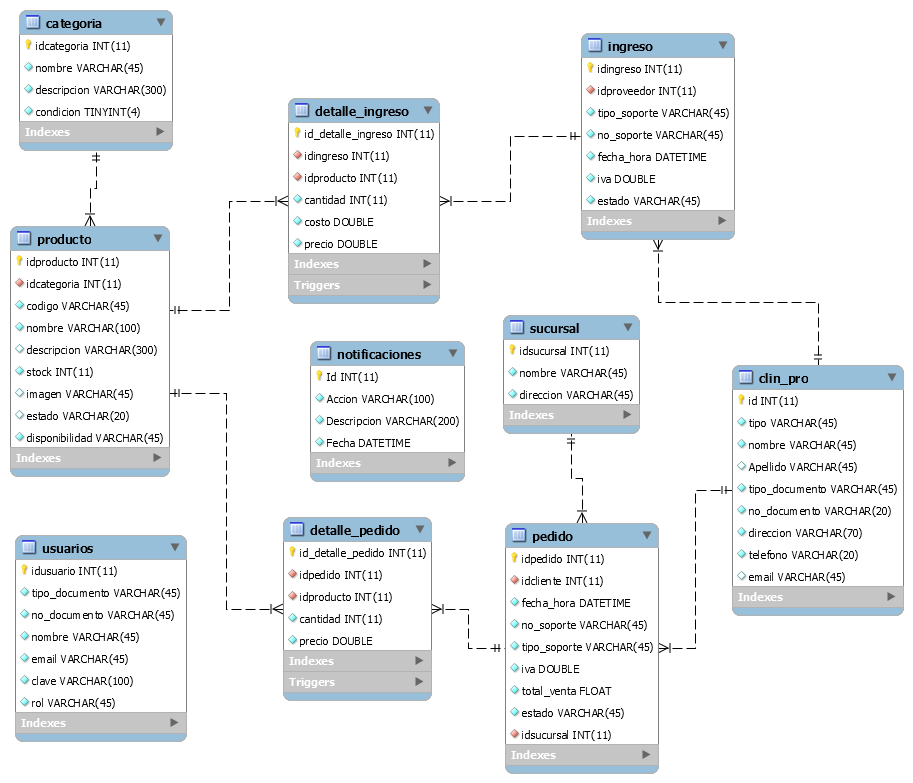 categoria
idcategoria INT(11)
nombre VARCHAR(45)
descripcion VARCHAR(300)
condicion TINYINT(4)
Indexes
ingreso
idingreso INT(11)
idproveedor INT(11)
tipo_soporte VARCHAR(45)
no_soporte VARCHAR(45)
fecha_hora DATETIME
iva DOUBLE
estado VARCHAR(45)
Indexes
detalle_ingreso
id_detalle_ingreso INT(11)
idingreso INT(11)
idproducto INT(11)
cantidad INT(11)
costo DOUBLE
precio DOUBLE
Indexes
Triggers
producto
idproducto INT(11)
idcategoria INT(11)
codigo VARCHAR(45)
nombre VARCHAR(100)
descripcion VARCHAR(300)
stock INT(11)
imagen VARCHAR(45)
estado VARCHAR(20)
disponibilidad VARCHAR(45)
Indexes
notificaciones
Id INT(11)
Accion VARCHAR(100)
Descripcion VARCHAR(200)
Fecha DATETIME
Indexes
sucursal
idsucursal INT(11)
nombre VARCHAR(45)
direccion VARCHAR(45)
Indexes
clin_pro
id INT(11)
tipo VARCHAR(45)
nombre VARCHAR(45)
Apellido VARCHAR(45)
tipo_documento VARCHAR(45)
no_documento VARCHAR(20)
direccion VARCHAR(70)
telefono VARCHAR(20)
email VARCHAR(45)
Indexes
usuarios
idusuario INT(11)
tipo_documento VARCHAR(45)
no_documento VARCHAR(45)
nombre VARCHAR(45)
email VARCHAR(45)
clave VARCHAR(100)
rol VARCHAR(45)
Indexes
detalle_pedido
id_detalle_pedido INT(11)
idpedido INT(11)
idproducto INT(11)
cantidad INT(11)
precio DOUBLE
Indexes
Triggers
pedido
idpedido INT(11)
idcliente INT(11)
fecha_hora DATETIME
no_soporte VARCHAR(45)
tipo_soporte VARCHAR(45)
iva DOUBLE
total_venta FLOAT
estado VARCHAR(45)
idsucursal INT(11)
Indexes